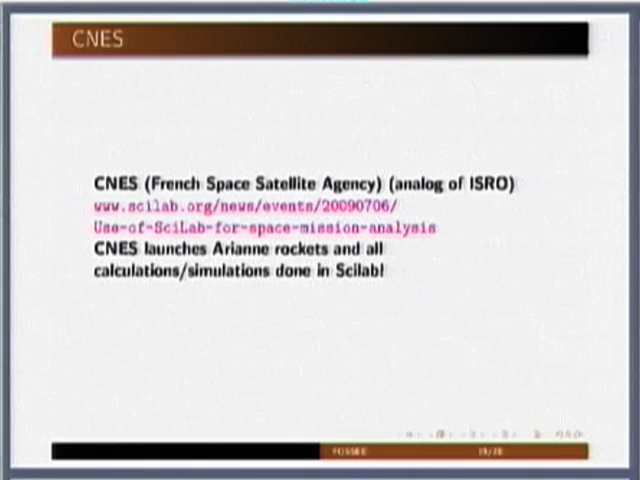 CNES
CNES (French Space Satellite Agency) (analog of ISRO)
www.scilab.org/news/events/20090706/
Use-of-SciLab-for-space-mission-analysis
CNES launches Arianne rockets and all
calculations/simulations done in Scilab!
FOSSEE